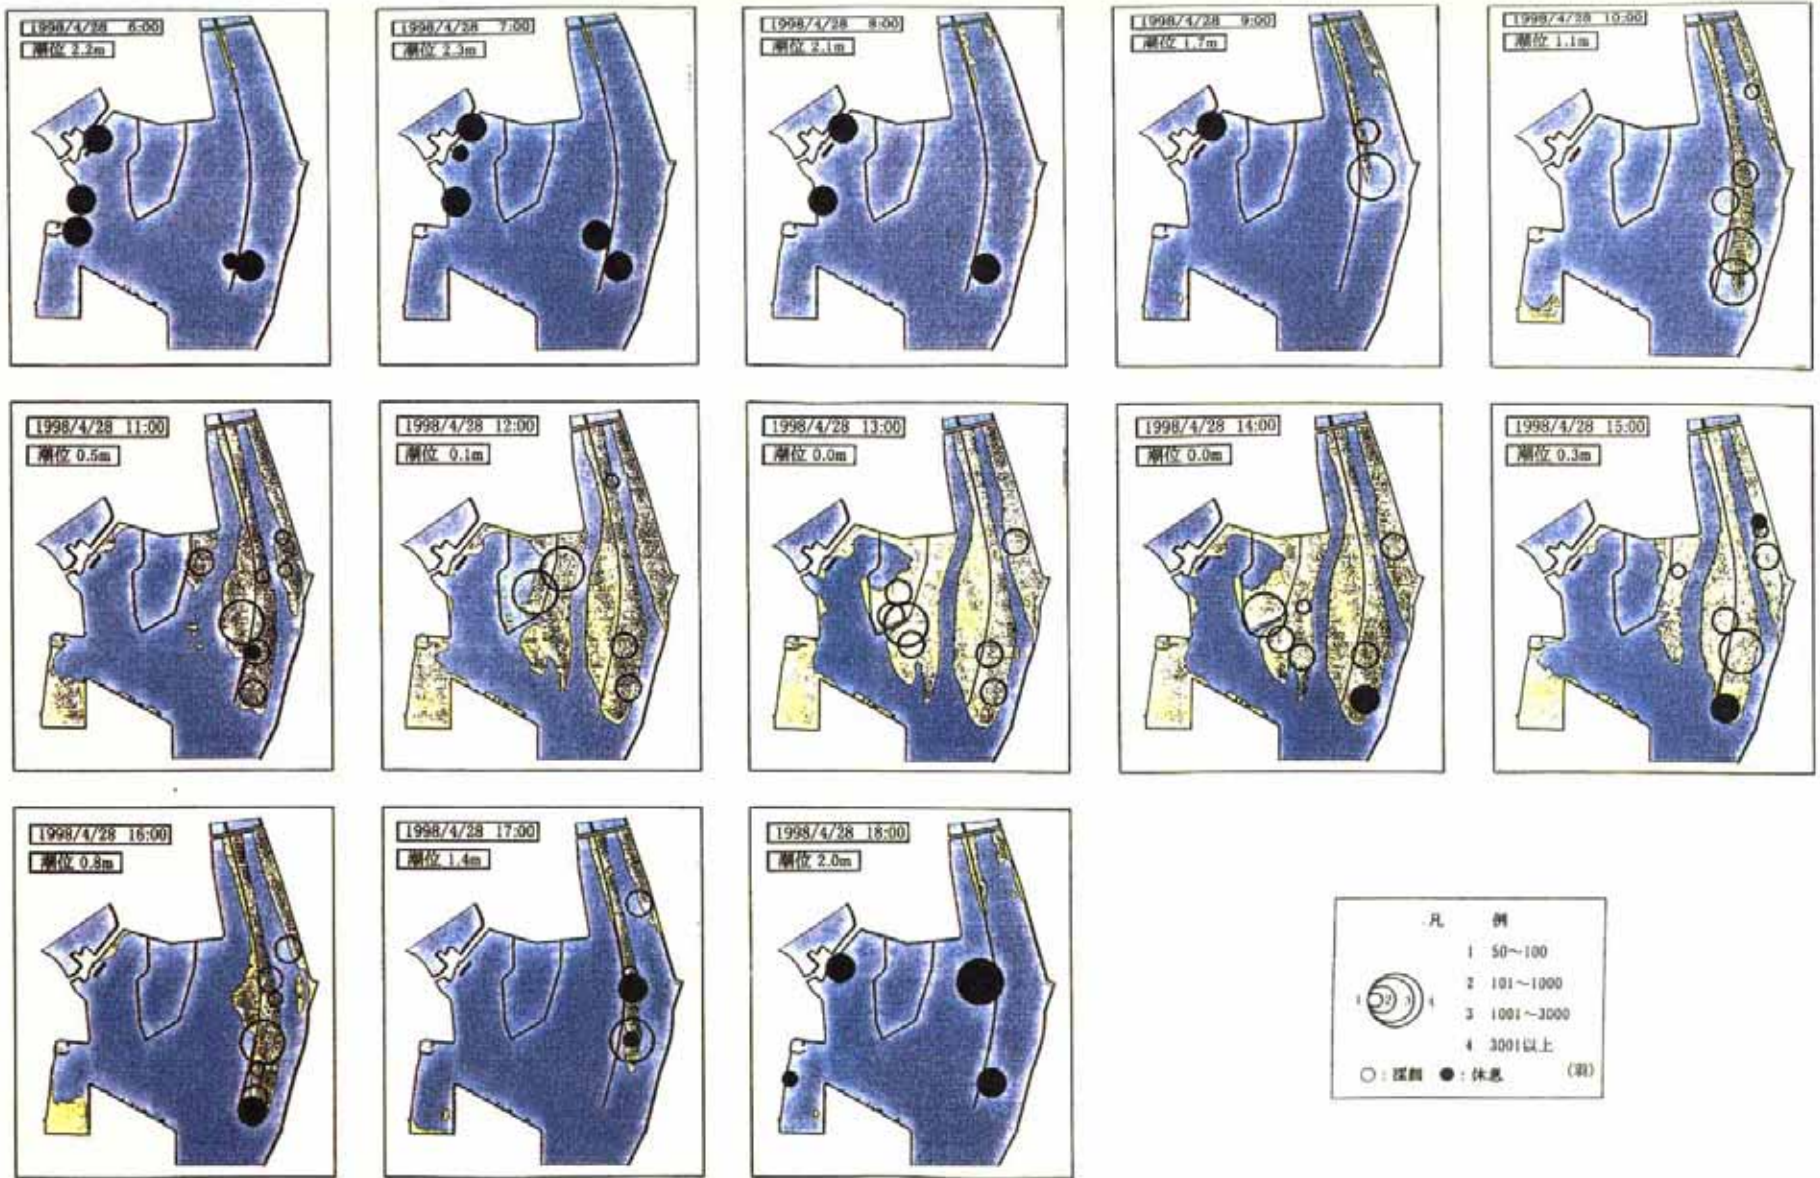 1998/4/28 6:00
潮位 2.2m
1998/4/28 7:00
潮位 2.3m
1998/4/28 8:00
潮位 2.1m
1998/4/28 9:00
潮位 1.7m
1998/4/28 10:00
潮位 1.1m
1998/4/28 11:00
潮位 0.5m
1998/4/28 12:00
潮位 0.1m
1998/4/28 13:00
潮位 0.0m
1998/4/28 14:00
潮位 0.0m
1998/4/28 15:00
潮位 0.3m
1998/4/28 16:00
潮位 0.8m
1998/4/28 17:00
潮位 1.4m
1998/4/28 18:00
潮位 2.0m
凡 例
1 50~100
2 101~1000
3 1001~3000
4 3001以上
1 2 3 4
○:採餌 ●:休息 (羽)